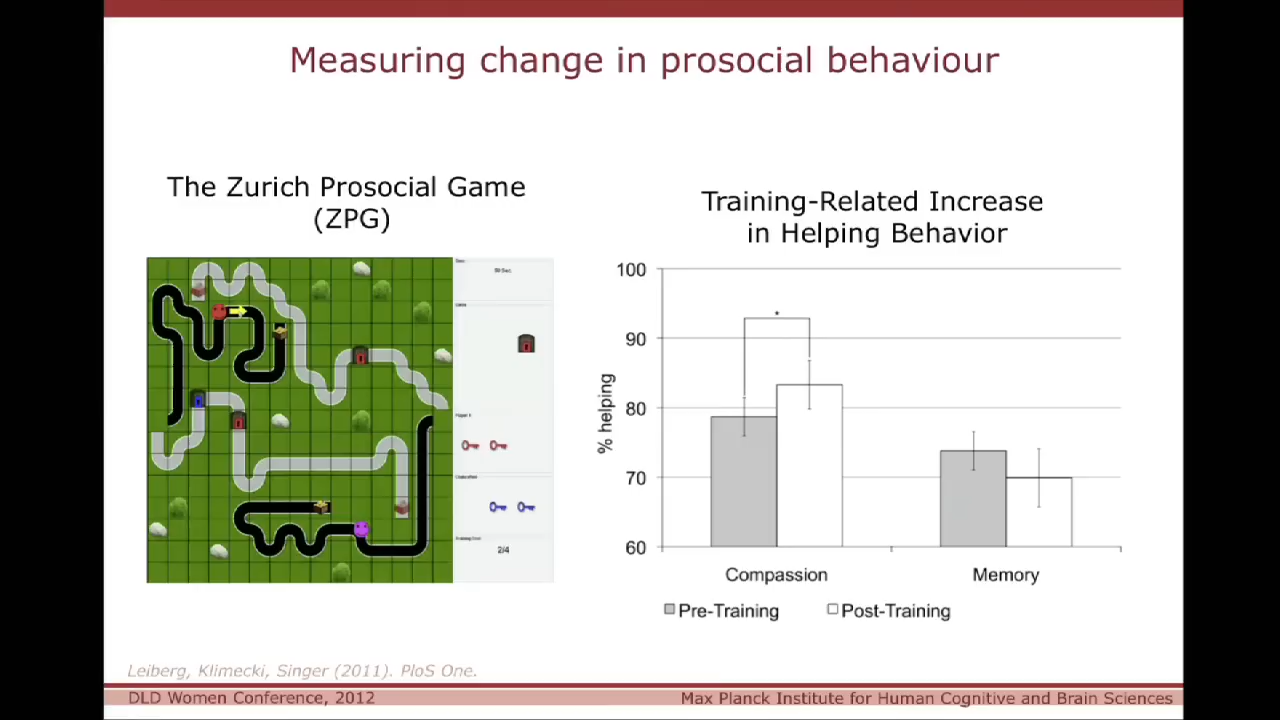 Measuring change in prosocial behaviour
The Zurich Prosocial Game
(ZPG)
2/4
Training-Related Increase
in Helping Behavior
100
90
80
70
60
% helping
*
Compassion
Memory
Pre-Training
Post-Training
Leiberg, Klimecki, Singer (2011). PloS One.
DLD Women Conference, 2012
Max Planck Institute for Human Cognitive and Brain Sciences